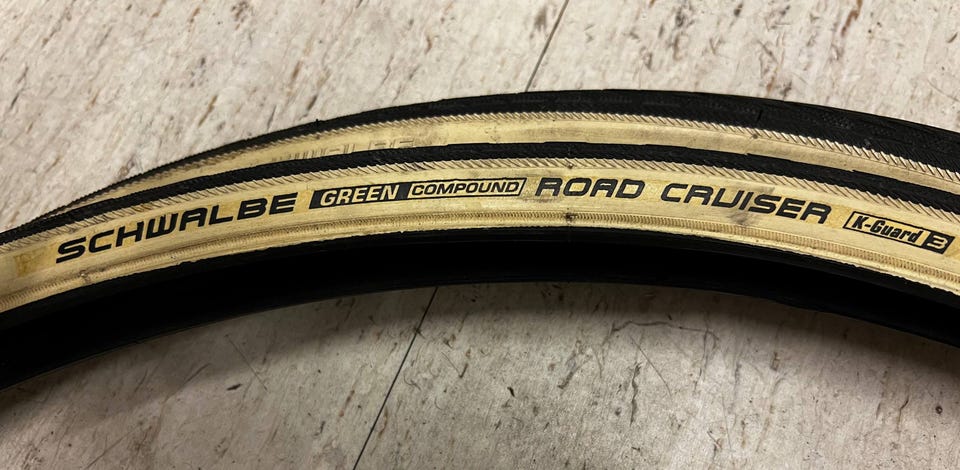 SCHWALBE GREEN COMPOUND ROAD CRUISER K-Guard 3